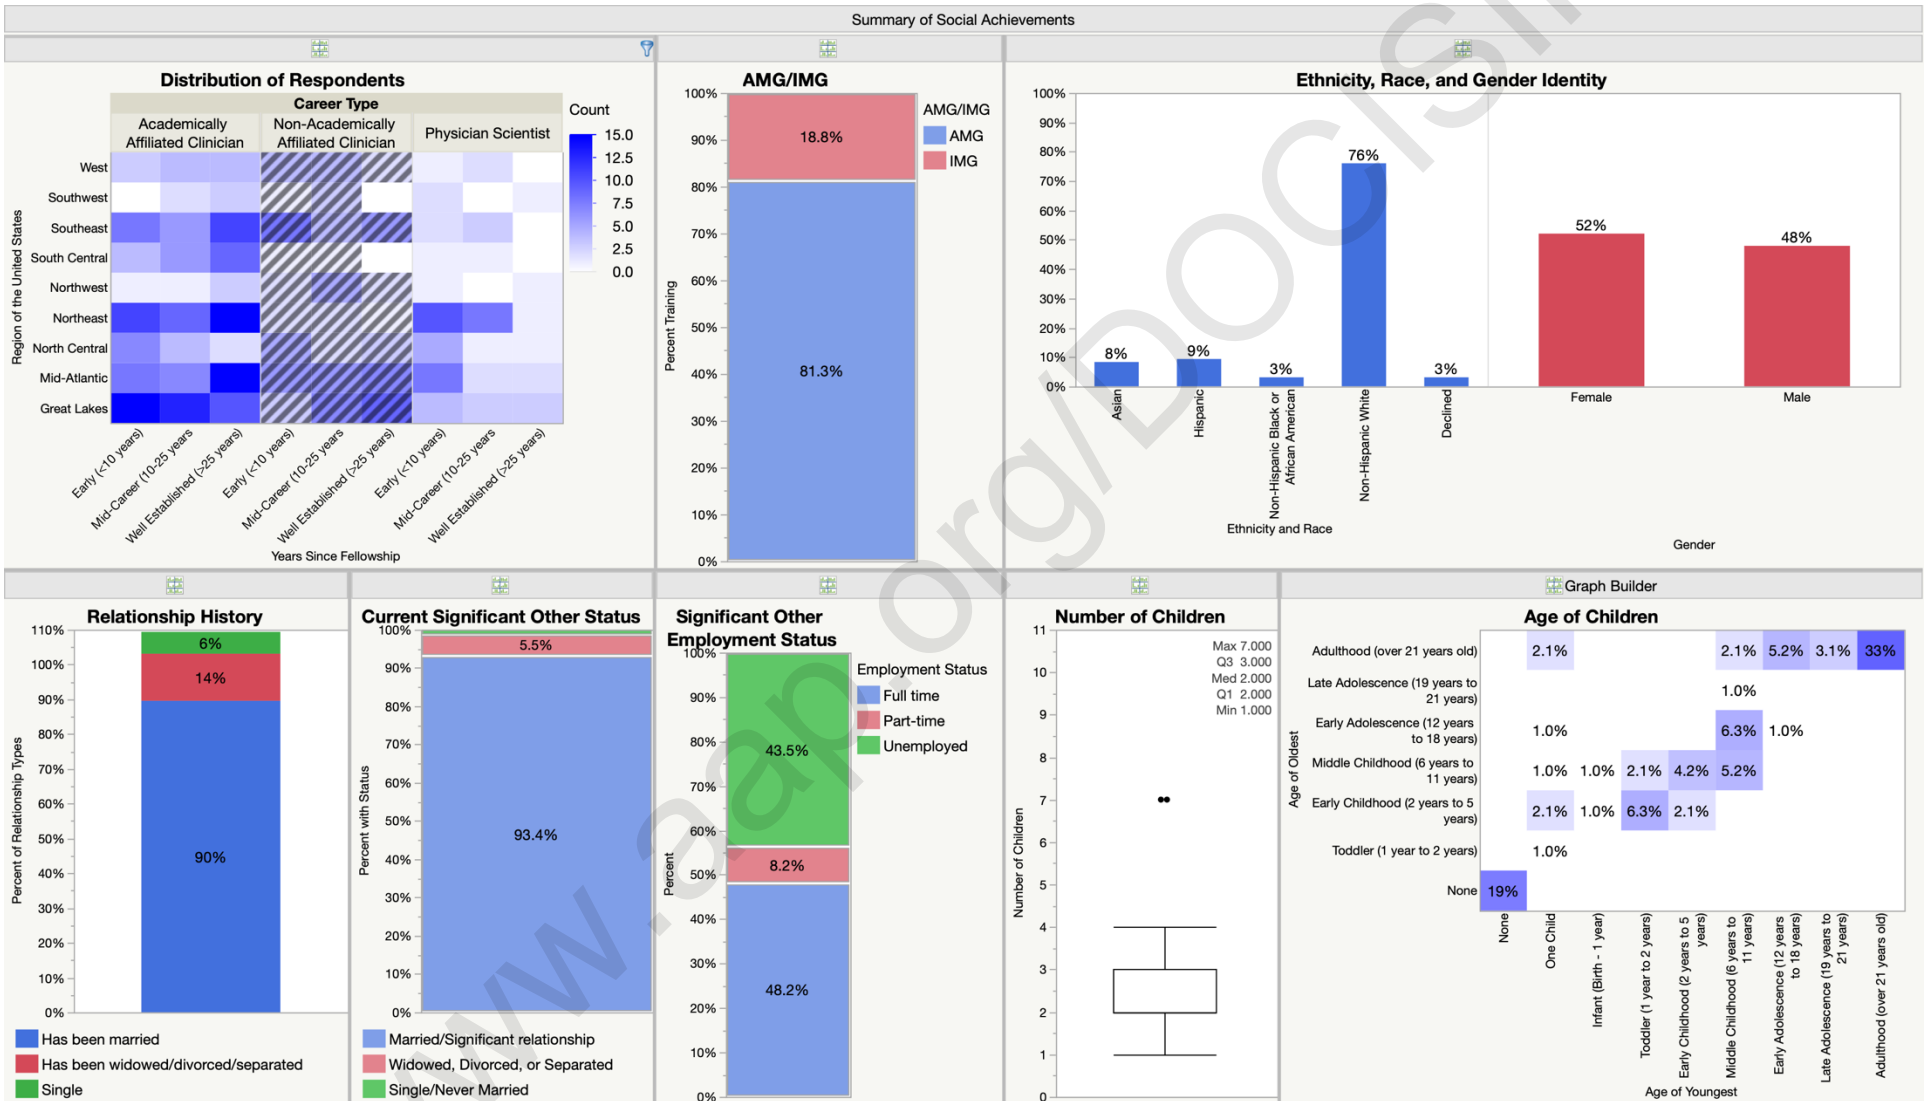 Summary of Social Achievements
Distribution of Respondents
Career Type
Academically
Affiliated Clinician
Non-Academically
Affiliated Clinician
Physician Scientist
Count
15.0
12.5
10.0
7.5
5.0
2.5
0.0
Region of the United States
West
Southwest
Southeast
South Central
Northwest
Northeast
North Central
Mid-Atlantic
Great Lakes
Early (<10 years)
Mid-Career (10-25 years
Well Established (>25 years)
Early (<10 years)
Mid-Career (10-25 years
Well Established (>25 years)
Early (<10 years)
Mid-Career (10-25 years
Well Established (>25 years)
Years Since Fellowship
AMG/IMG
Percent Training
100%
90%
80%
70%
60%
50%
40%
30%
20%
10%
0%
18.8%
81.3%
AMG/IMG
AMG
IMG
Ethnicity, Race, and Gender Identity
100%
90%
80%
70%
60%
50%
40%
30%
20%
10%
0%
8%
9%
3%
76%
3%
52%
48%
Asian
Hispanic
Non-Hispanic Black or
African American
Non-Hispanic White
Declined
Female
Male
Ethnicity and Race
Gender
Relationship History
Percent of Relationship Types
110%
100%
90%
80%
70%
60%
50%
40%
30%
20%
10%
0%
6%
14%
90%
Has been married
Has been widowed/divorced/separated
Single
Current Significant Other Status
Percent with Status
100%
90%
80%
70%
60%
50%
40%
30%
20%
10%
0%
5.5%
93.4%
Married/Significant relationship
Widowed, Divorced, or Separated
Single/Never Married
Significant Other
Employment Status
Percent
100%
90%
80%
70%
60%
50%
40%
30%
20%
10%
0%
43.5%
8.2%
48.2%
Employment Status
Full time
Part-time
Unemployed
Number of Children
Number of Children
11
10
9
8
7
6
5
4
3
2
1
0
Max 7.000
Q3 3.000
Med 2.000
Q1 2.000
Min 1.000
Graph Builder
Age of Children
Age of Oldest
Adulthood (over 21 years old)
2.1% 2.1% 5.2% 3.1% 33%
Late Adolescence (19 years to
21 years)
1.0%
Early Adolescence (12 years
to 18 years)
1.0% 6.3% 1.0%
Middle Childhood (6 years to
11 years)
1.0% 1.0% 2.1% 4.2% 5.2%
Early Childhood (2 years to 5
years)
2.1% 1.0% 6.3% 2.1%
Toddler (1 year to 2 years)
1.0%
None
19%
None
One Child
Infant (Birth - 1 year)
Toddler (1 year to 2 years)
Early Childhood (2 years to 5
years)
Middle Childhood (6 years to
11 years)
Early Adolescence (12 years
to 18 years)
Late Adolescence (19 years to
21 years)
Adulthood (over 21 years old)
Age of Youngest